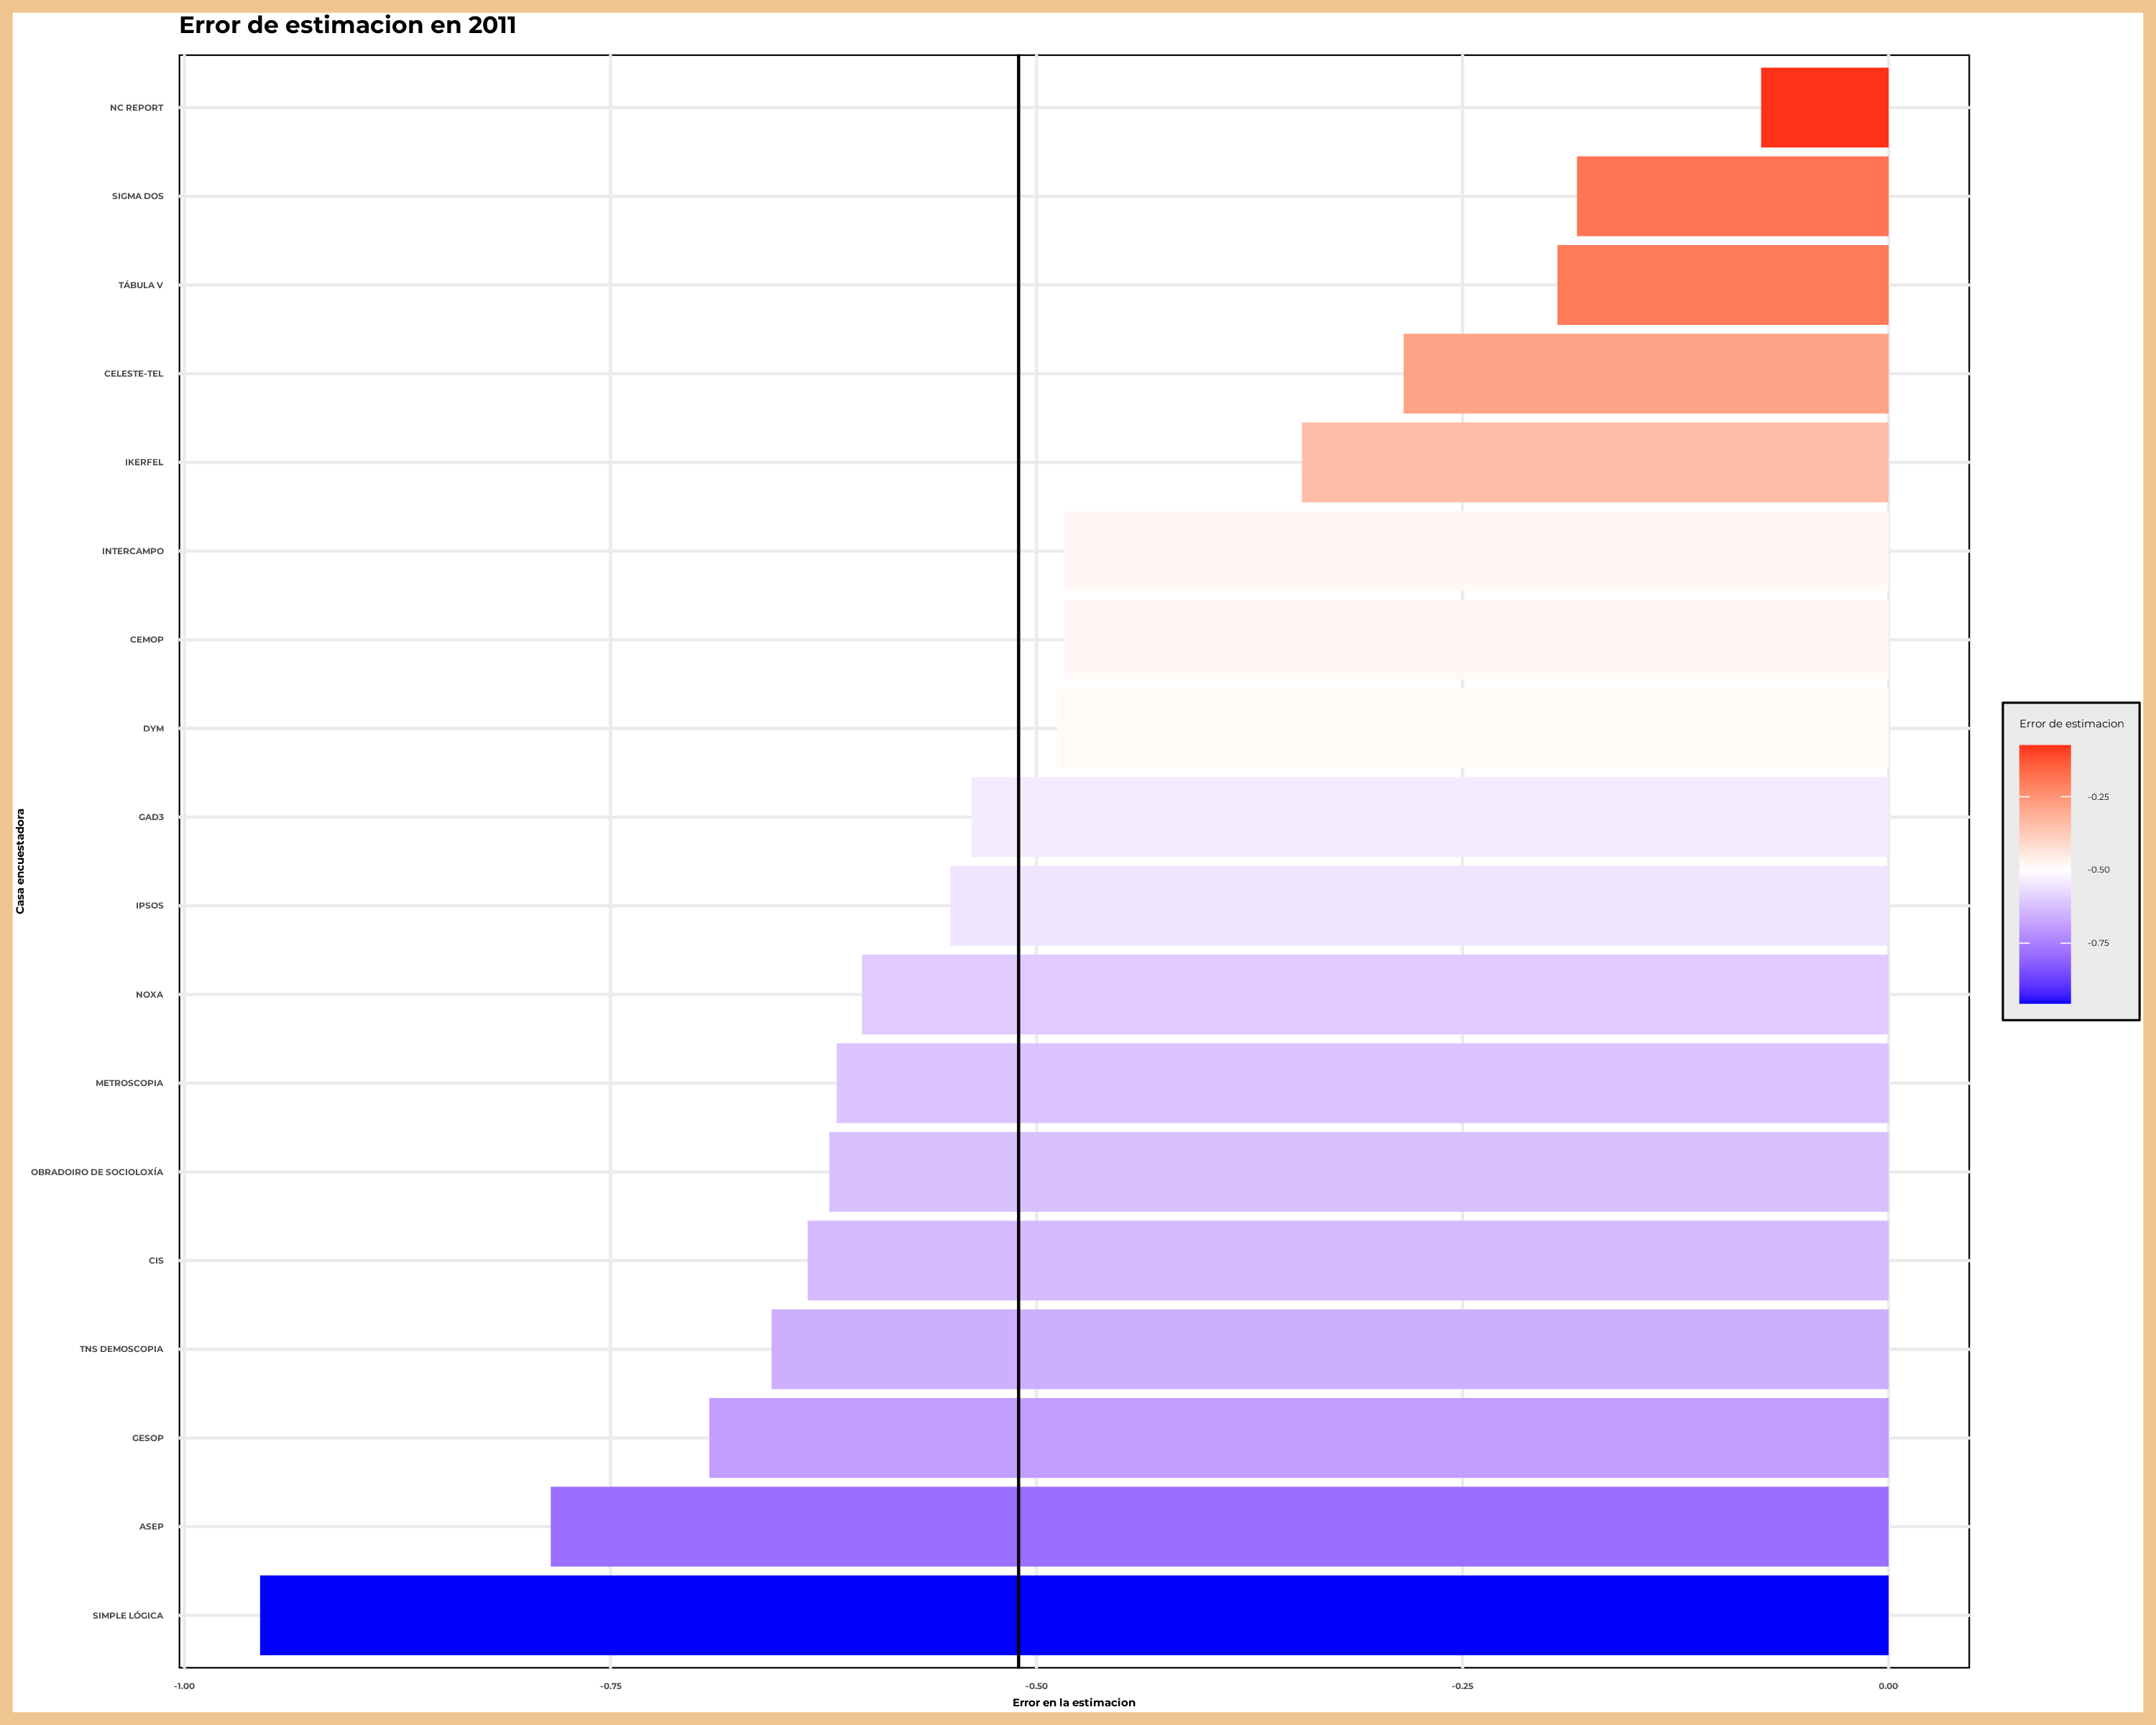 Error de estimacion en 2011
NC REPORT
SIGMA DOS
TÁBULA V
CELESTE-TEL
IKERFEL
INTERCAMPO
CEMOP
DYM
GAD3
IPSOS
NOXA
METROSCOPIA
OBRADOIRO DE SOCIOLOXÍA
CIS
TNS DEMOSCOPIA
GESOP
ASEP
SIMPLE LÓGICA
Casa encuestadora
-1.00 -0.75 -0.50 -0.25 0.00
Error en la estimacion
Error de estimacion
-0.25
-0.50
-0.75